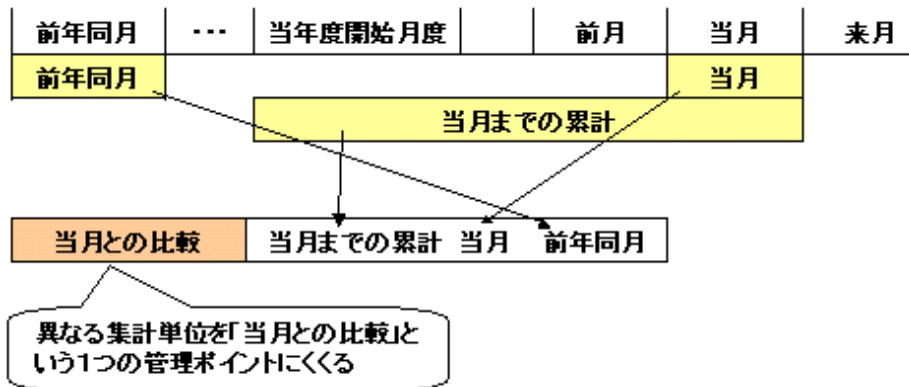 前年同月 ・・・ 当年度開始月度 前月 当月 来月
前年同月 当月
当月までの累計
当月との比較 当月までの累計 当月 前年同月
異なる集計単位を「当月との比較」と
いう1つの管理ポイントにくくる